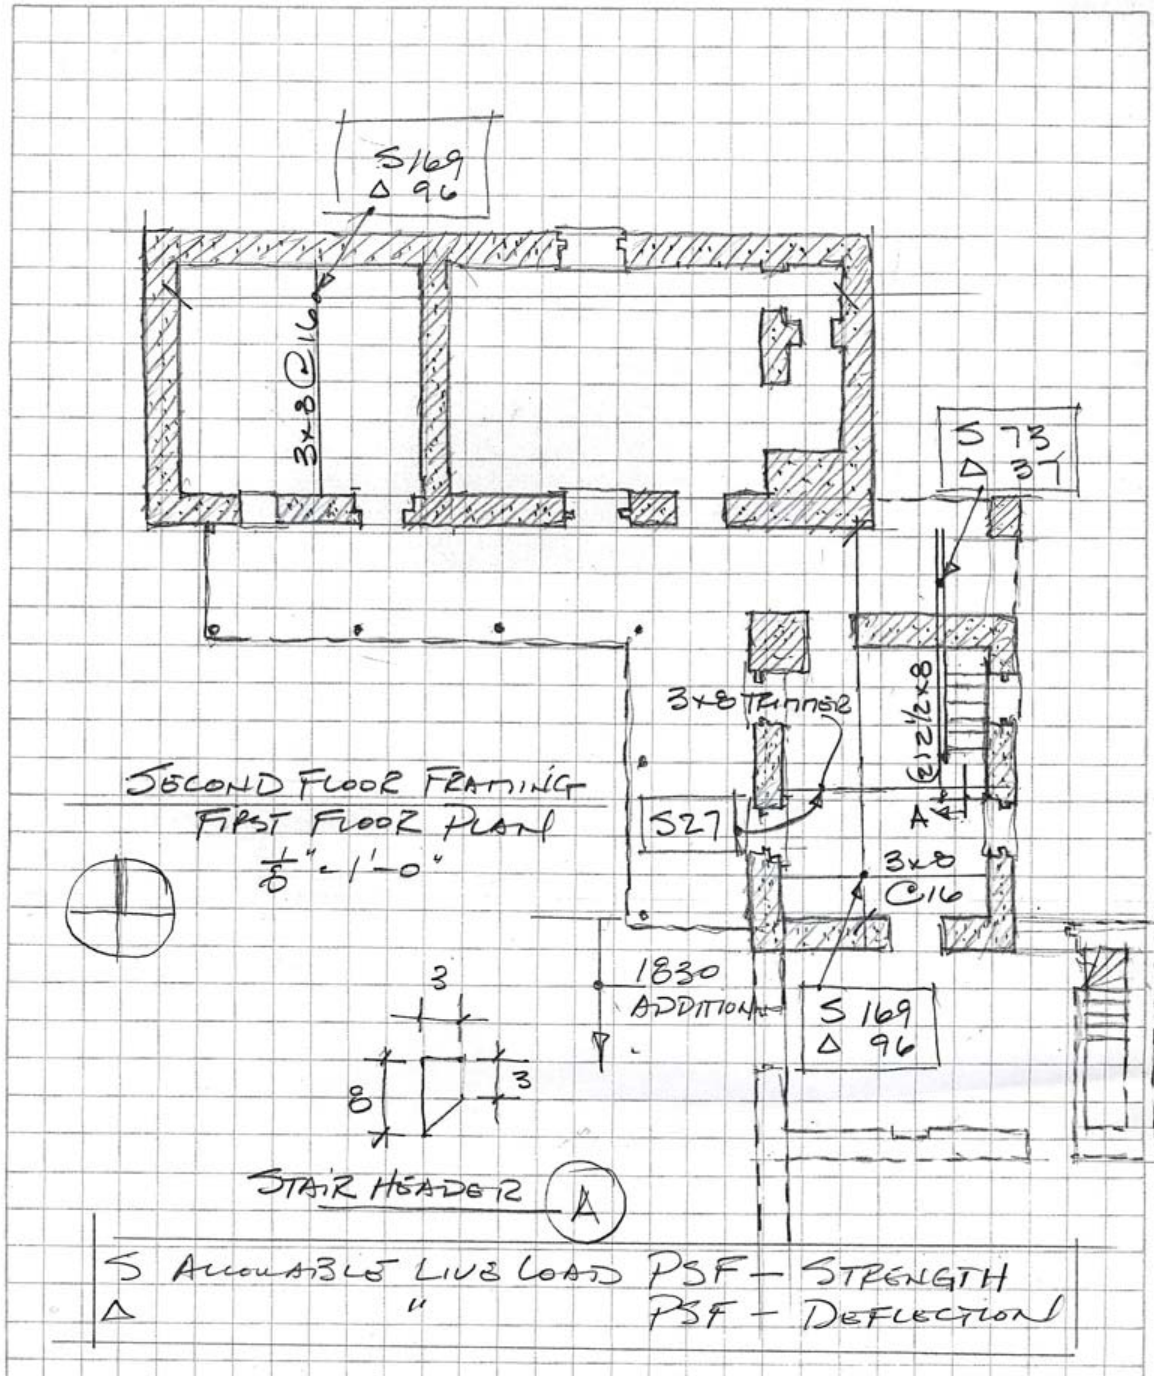 S 169
Δ 96
3x8 @ 16
S 73
Δ 37
(2) 2 1/2 x 8
3x8 TRIMMER
S27
A
3x8
@16
SECOND FLOOR FRAMING
FIRST FLOOR PLAN
1/8" = 1'-0"
1830
ADDITION
S 169
Δ 96
3
8
3
STAIR HEADER
A
S ALLOWABLE LIVE LOAD PSF - STRENGTH
Δ " PSF - DEFLECTION